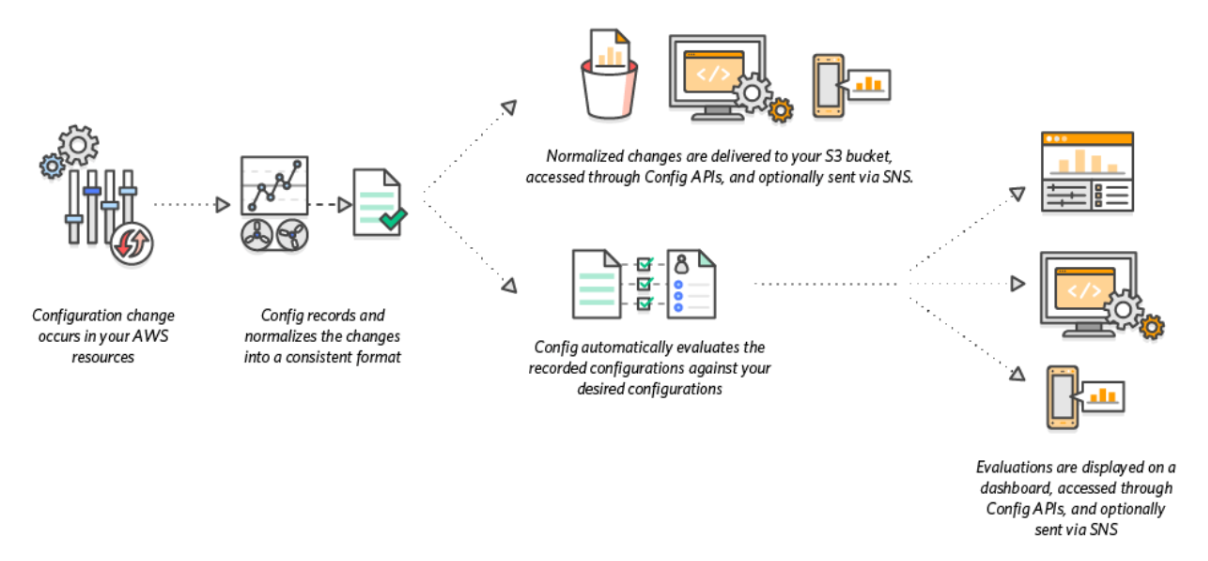 Normalized changes are delivered to your S3 bucket,
accessed through Config APIs, and optionally sent via SNS.
Configuration change
occurs in your AWS
resources
Config records and
normalizes the changes
into a consistent format
Config automatically evaluates the
recorded configurations against your
desired configurations
Evaluations are displayed on a
dashboard, accessed through
Config APIs, and optionally
sent via SNS